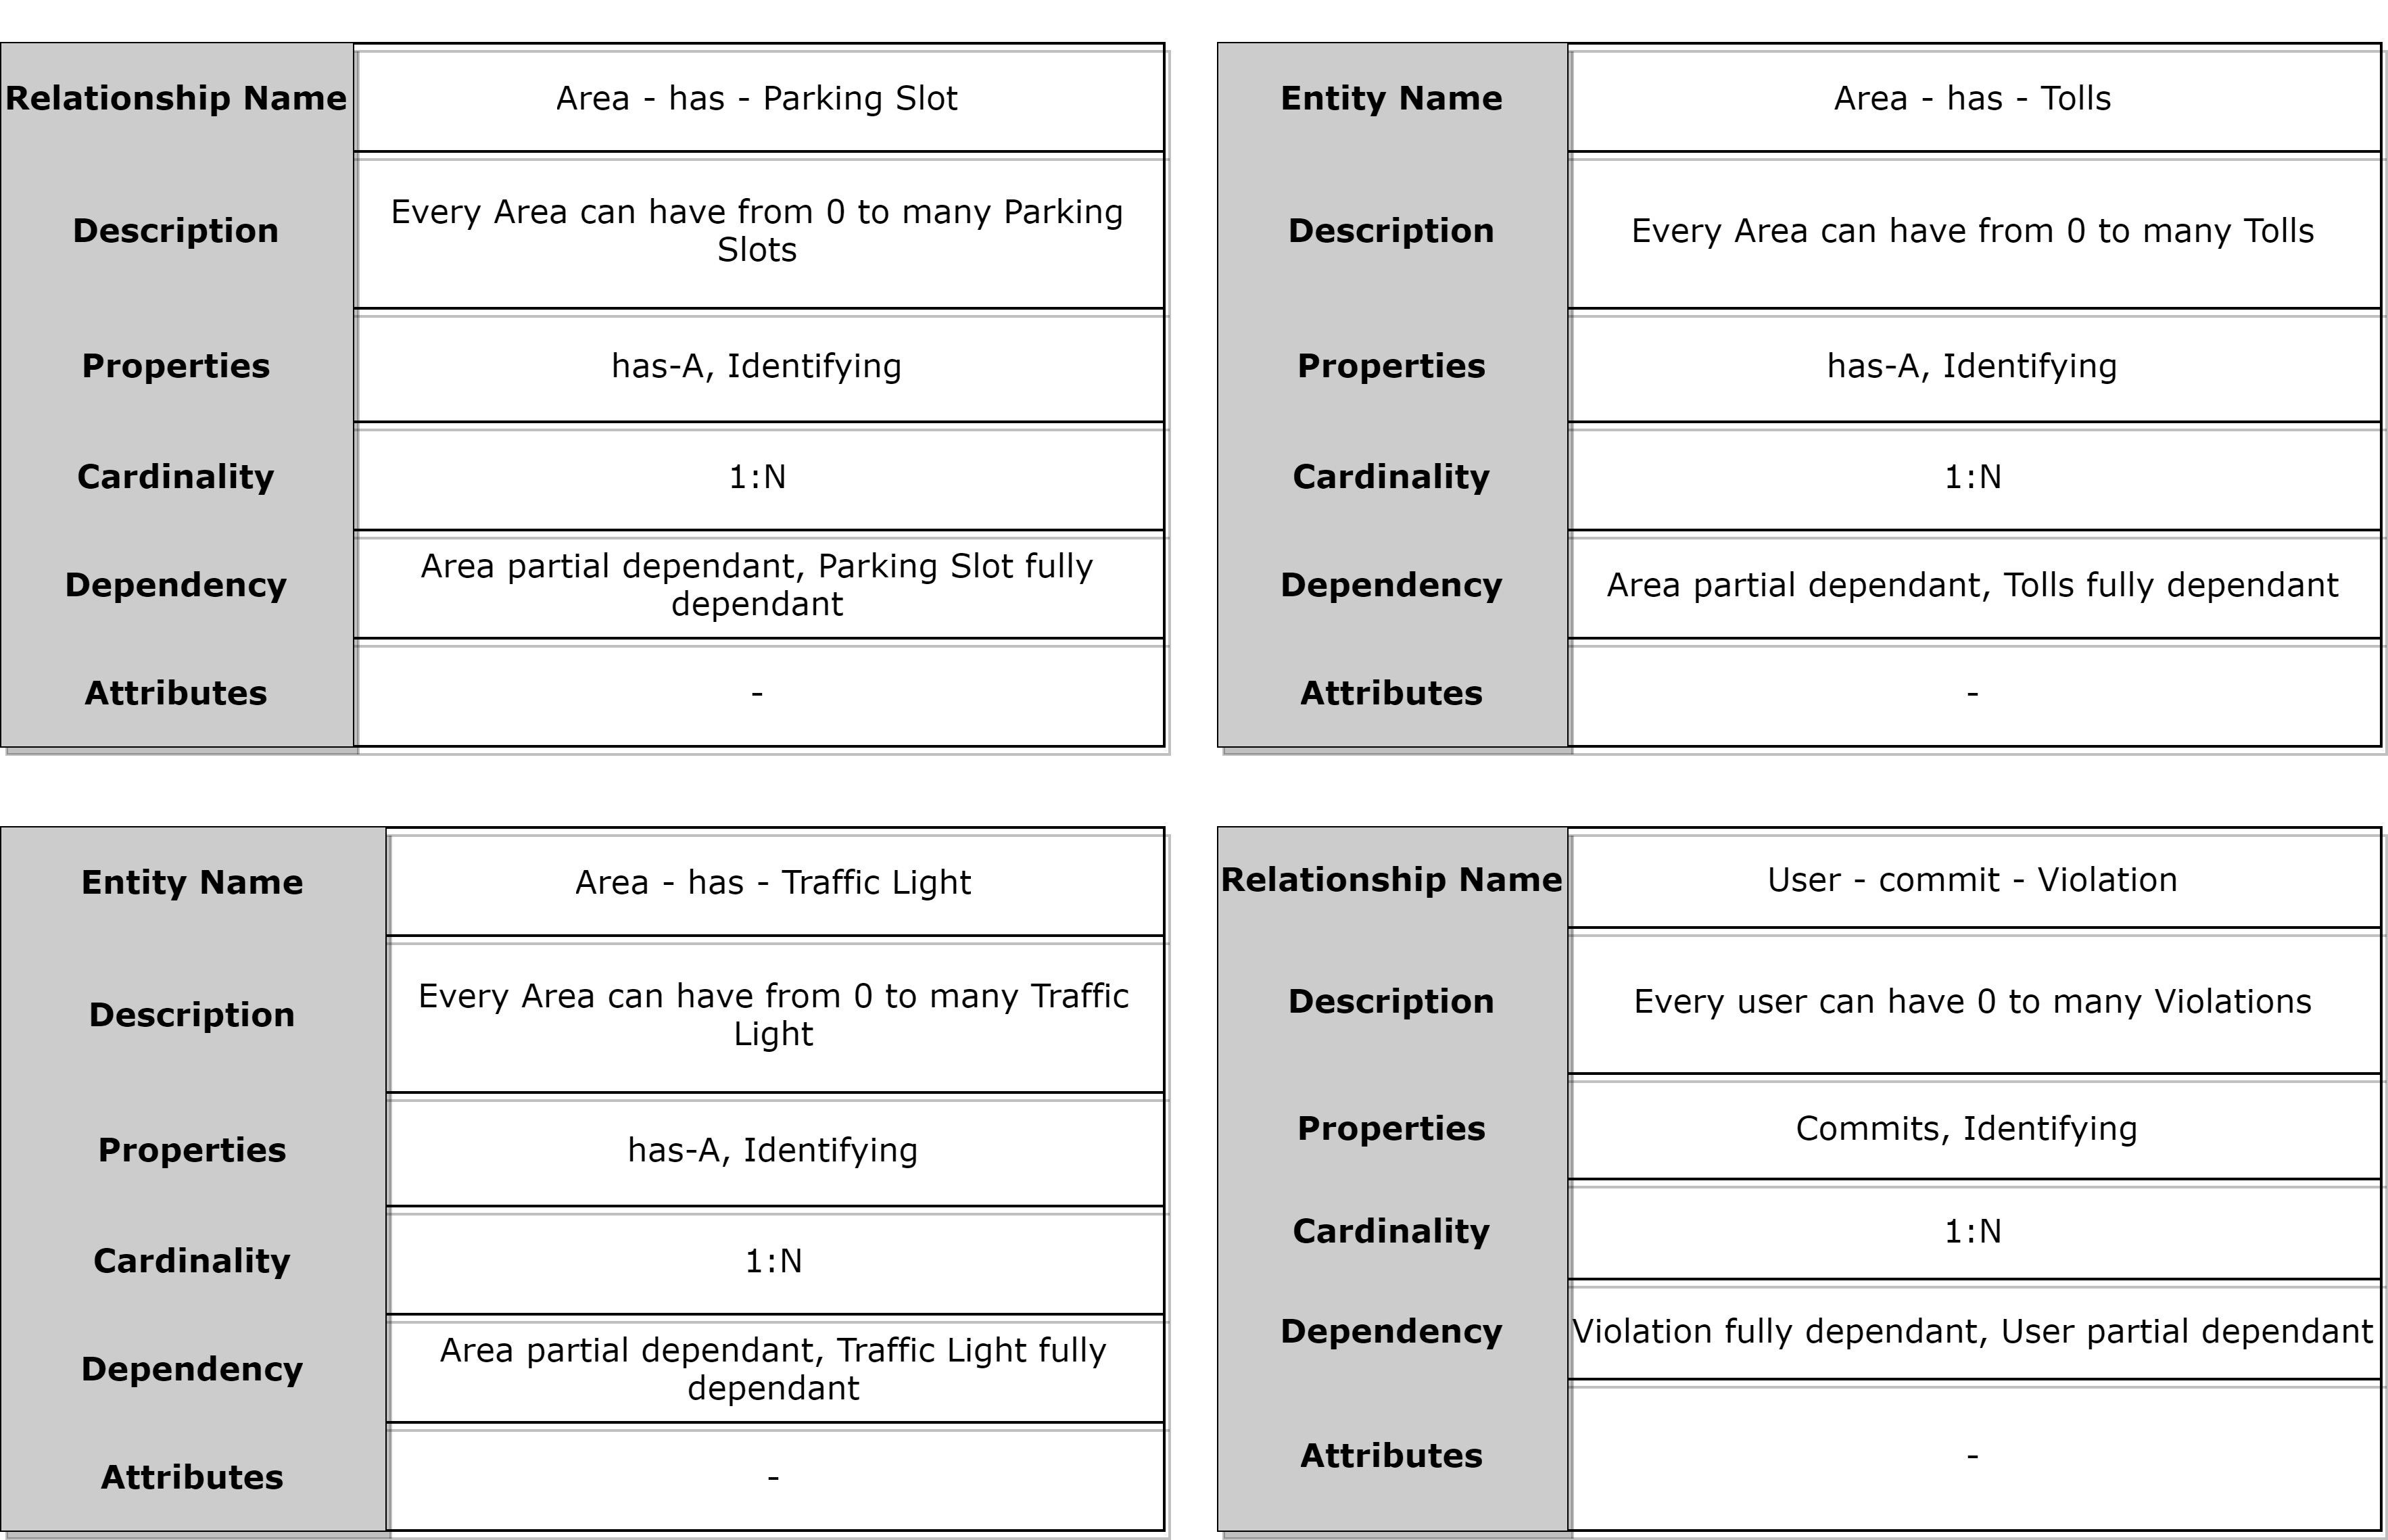 Relationship Name
Area - has - Parking Slot
Description
Every Area can have from 0 to many Parking
Slots
Properties
has-A, Identifying
Cardinality
1:N
Dependency
Area partial dependant, Parking Slot fully
dependant
Attributes
-
Entity Name
Area - has - Tolls
Description
Every Area can have from 0 to many Tolls
Properties
has-A, Identifying
Cardinality
1:N
Dependency
Area partial dependant, Tolls fully dependant
Attributes
-
Entity Name
Area - has - Traffic Light
Description
Every Area can have from 0 to many Traffic
Light
Properties
has-A, Identifying
Cardinality
1:N
Dependency
Area partial dependant, Traffic Light fully
dependant
Attributes
-
Relationship Name
User - commit - Violation
Description
Every user can have 0 to many Violations
Properties
Commits, Identifying
Cardinality
1:N
Dependency
Violation fully dependant, User partial dependant
Attributes
-